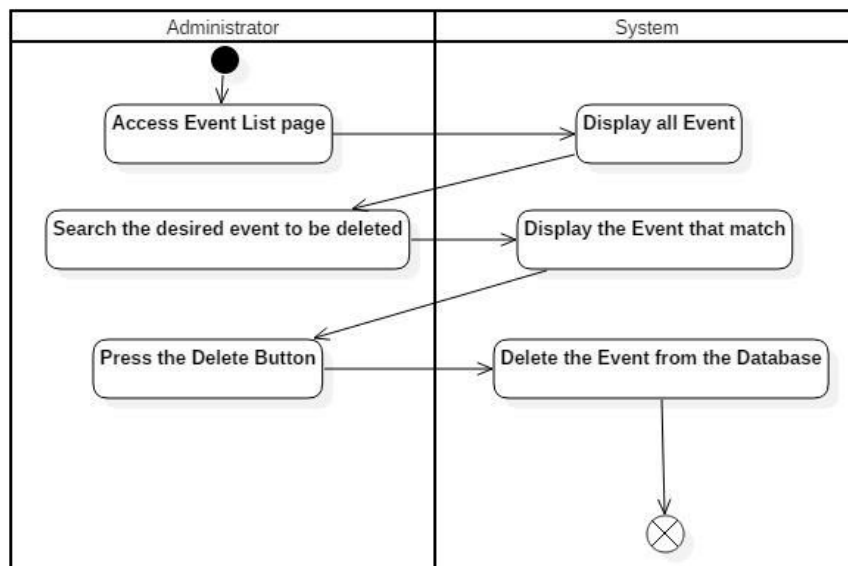 Administrator
System
Access Event List page
Display all Event
Search the desired event to be deleted
Display the Event that match
Press the Delete Button
Delete the Event from the Database